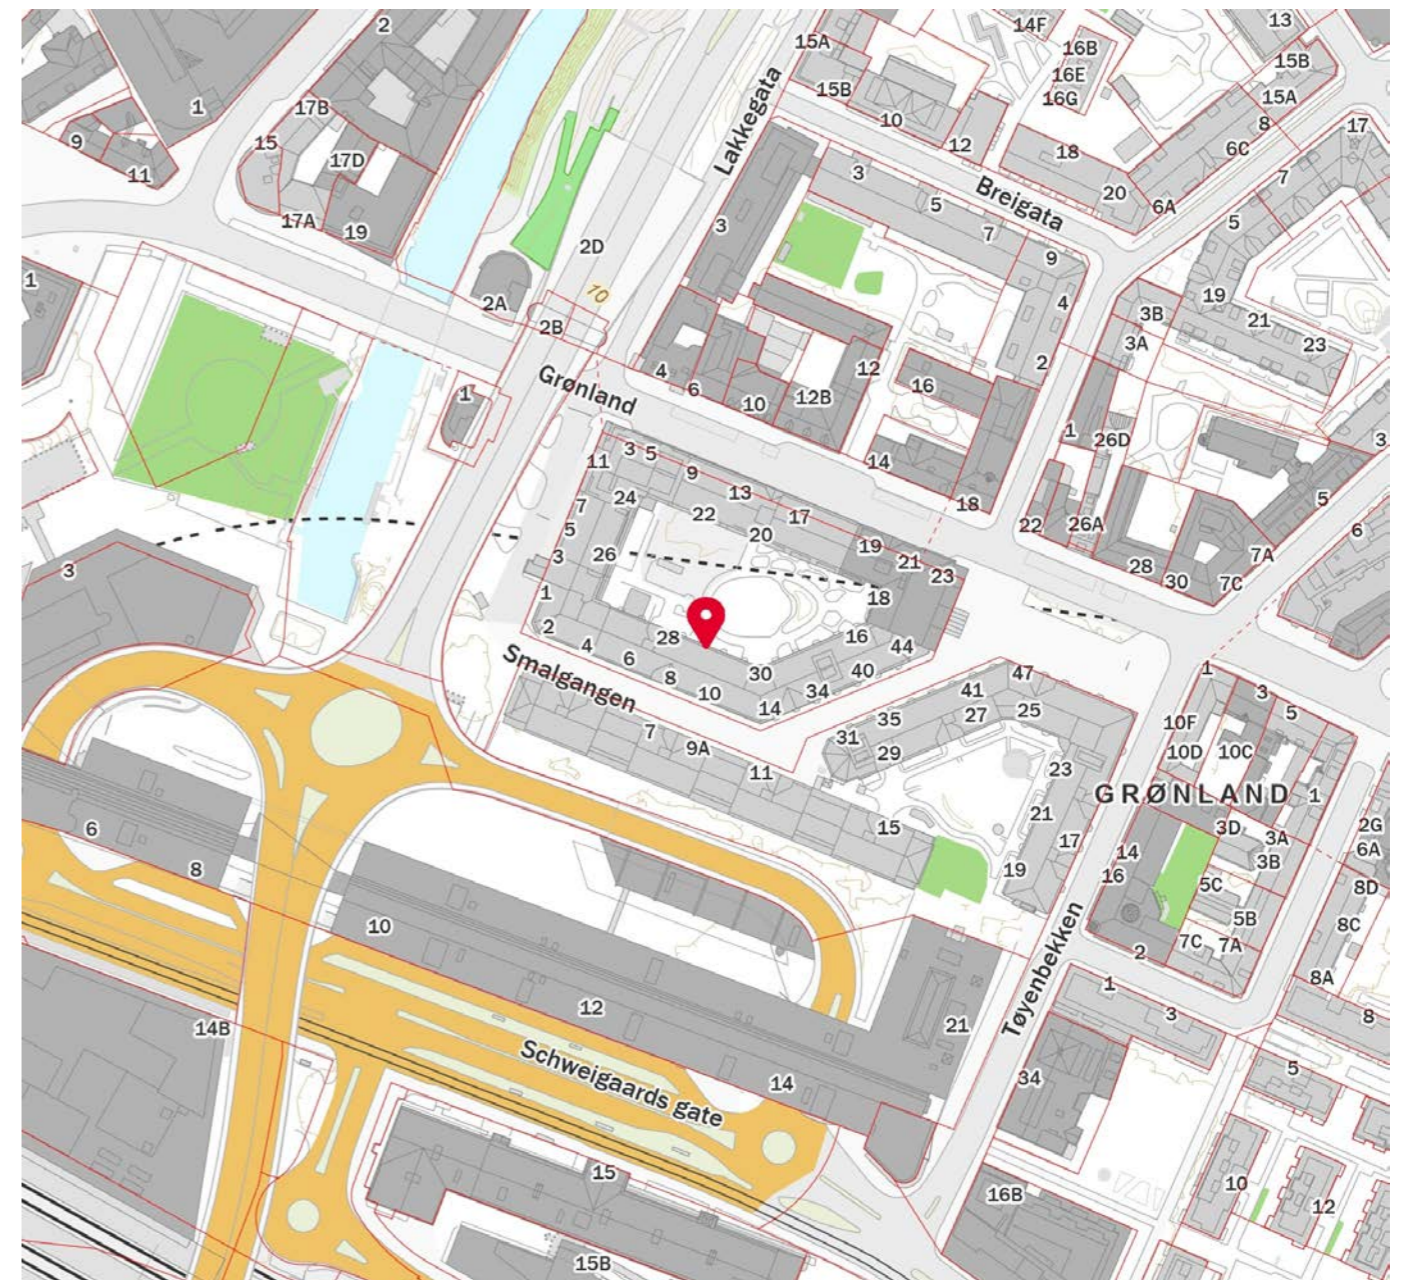 2
14F
13
15A
16B
15B
16E
15A
1
17B
15B
16G
8
17
9
15
17D
Lakkegata
10
12
18
6C
11
3
5
Breigata
20
6A
7
17A
19
3
7
9
5
1
2A
2D
10
2B
4
3B
19
21
3A
23
Grønland
4
6
10
12B
12
16
2
1
1
26D
3
11
3
5
9
13
14
18
22
26A
5
7
24
22
17
20
5
19
21
23
28
30
7A
7C
6
3
3
26
1
18
2
4
28
6
8
10
30
16
44
40
34
14
Smalgangen
7
9A
11
15
31
35
29
41
27
47
25
23
21
17
19
1
3
5
10F
10D
10C
GRØNLAND
1
3D
3A
3B
2G
6A
14
16
5C
5B
8D
8C
7C
7A
2
8A
6
8
10
12
14
14B
21
Tøyenbekken
1
3
8
5
34
Schweigaards gate
15
15B
16B
10
12